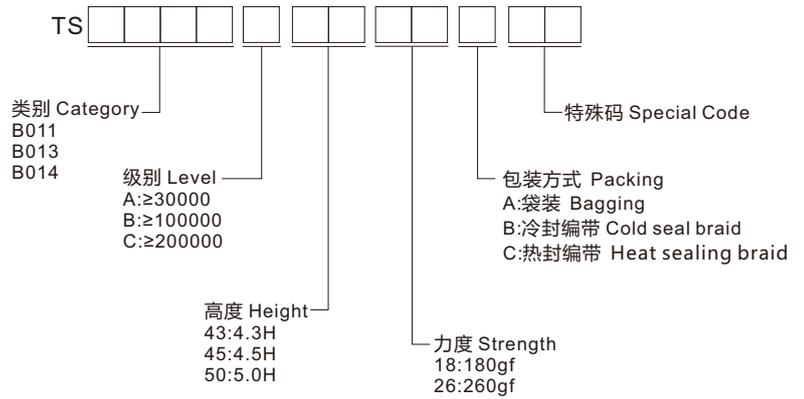 TS
类别 Category
B011
B013
B014
级别 Level
A:≥30000
B:≥100000
C:≥200000
高度 Height
43:4.3H
45:4.5H
50:5.0H
力度 Strength
18:180gf
26:260gf
包装方式 Packing
A:袋装 Bagging
B:冷封编带 Cold seal braid
C:热封编带 Heat sealing braid
特殊码 Special Code